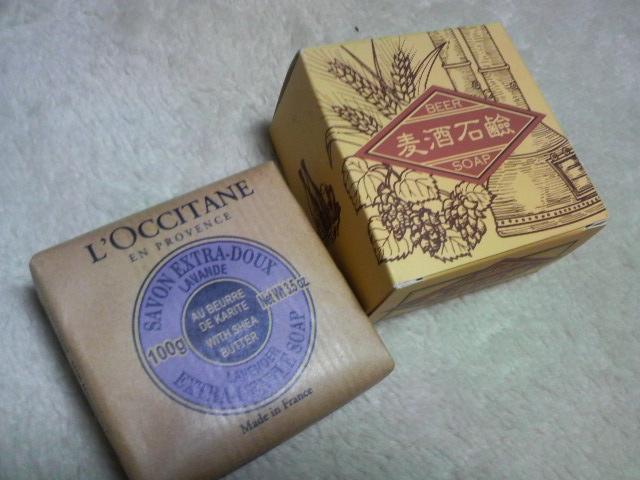 L'OCCITANE
EN PROVENCE
SAVON EXTRA-DOUX
LAVANDE
100g
AU BEURRE
DE KARITE
WITH SHEA
BUTTER
Net Wt 3.5 oz.
LAVENDER
EXTRA GENTLE SOAP
Made in France
BEER
麦酒石鹸
SOAP